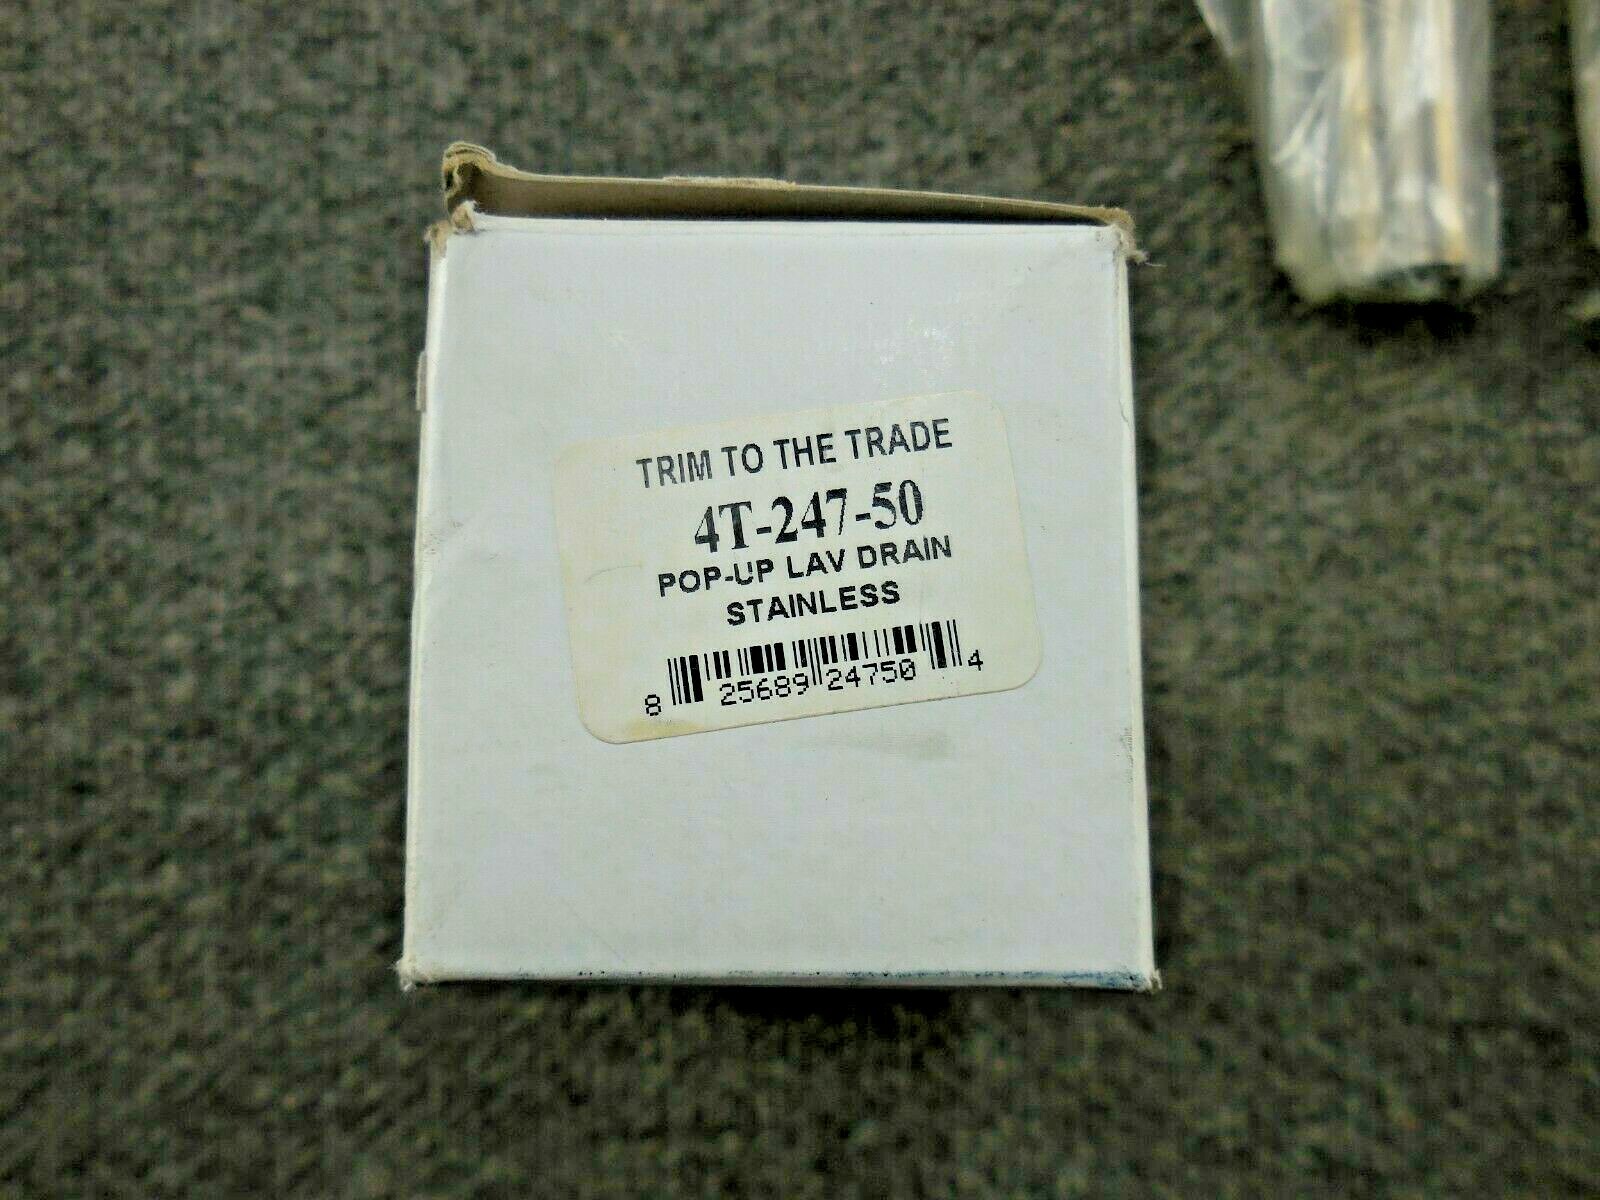 TRIM TO THE TRADE
4T-247-50
POP-UP LAV DRAIN
STAINLESS
8 25689 24750 4